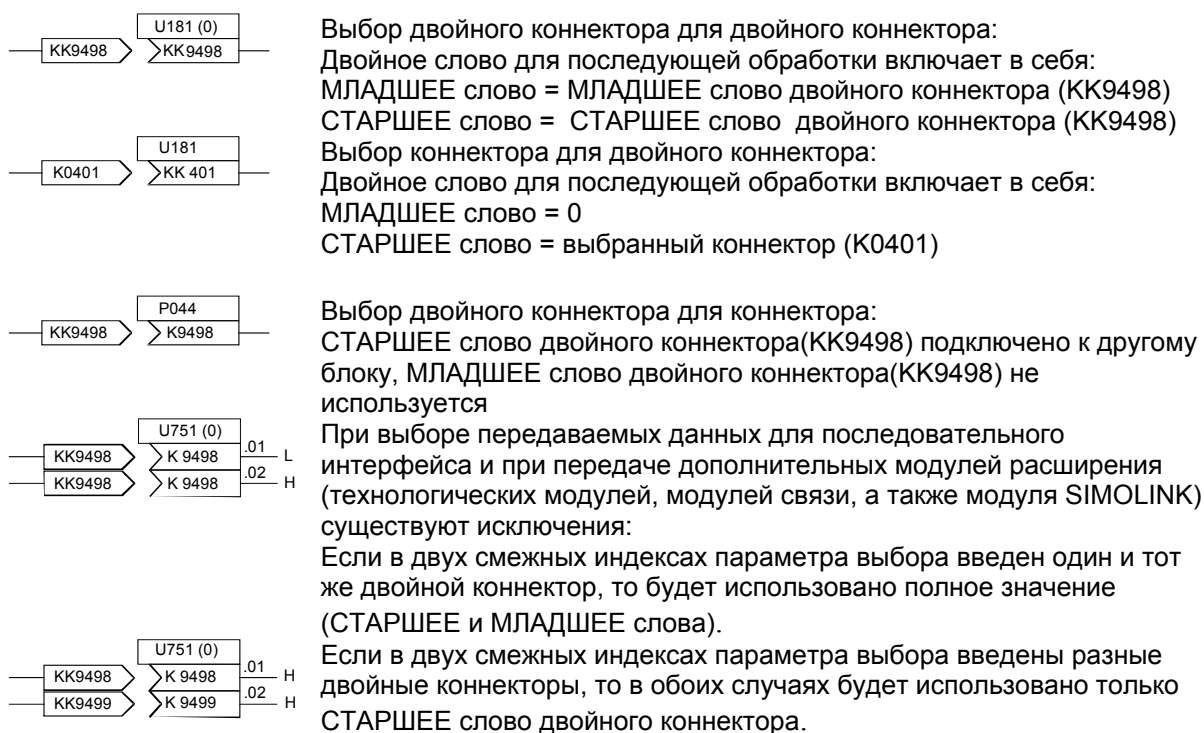 U181 (0)
KK9498
KK9498
Выбор двойного коннектора для двойного коннектора:
Двойное слово для последующей обработки включает в себя:
МЛАДШЕЕ слово = МЛАДШЕЕ слово двойного коннектора (KK9498)
СТАРШЕЕ слово = СТАРШЕЕ слово двойного коннектора (KK9498)
U181
K0401
KK 401
Выбор коннектора для двойного коннектора:
Двойное слово для последующей обработки включает в себя:
МЛАДШЕЕ слово = 0
СТАРШЕЕ слово = выбранный коннектор (K0401)
P044
KK9498
K9498
Выбор двойного коннектора для коннектора:
СТАРШЕЕ слово двойного коннектора(KK9498) подключено к другому
блоку, МЛАДШЕЕ слово двойного коннектора(KK9498) не
используется
U751 (0)
KK9498
K 9498
.01
L
KK9498
K 9498
.02
H
При выборе передаваемых данных для последовательного
интерфейса и при передаче дополнительных модулей расширения
(технологических модулей, модулей связи, а также модуля SIMOLINK)
существуют исключения:
Если в двух смежных индексах параметра выбора введен один и тот
же двойной коннектор, то будет использовано полное значение
(СТАРШЕЕ и МЛАДШЕЕ слова).
U751 (0)
KK9498
K 9498
.01
H
KK9499
K 9499
.02
H
Если в двух смежных индексах параметра выбора введены разные
двойные коннекторы, то в обоих случаях будет использовано только
СТАРШЕЕ слово двойного коннектора.